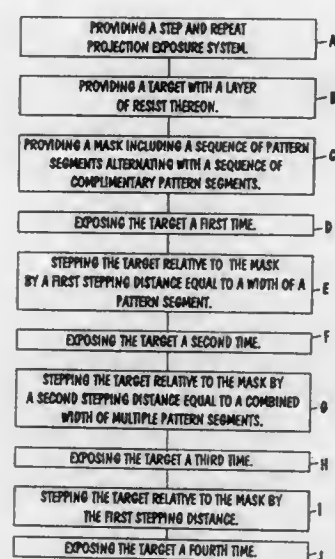 PROVIDING A STEP AND REPEAT
PROJECTION EXPOSURE SYSTEM.
A
PROVIDING A TARGET WITH A LAYER
OF RESIST THEREON.
B
PROVIDING A MASK INCLUDING A SEQUENCE OF PATTERN
SEGMENTS ALTERNATING WITH A SEQUENCE OF
COMPLIMENTARY PATTERN SEGMENTS.
C
EXPOSING THE TARGET A FIRST TIME.
D
STEPPING THE TARGET RELATIVE TO THE MASK
BY A FIRST STEPPING DISTANCE EQUAL TO A WIDTH OF A
PATTERN SEGMENT.
E
F
EXPOSING THE TARGET A SECOND TIME.
STEPPING THE TARGET RELATIVE TO THE MASK BY
A SECOND STEPPING DISTANCE EQUAL TO A COMBINED
WIDTH OF MULTIPLE PATTERN SEGMENTS.
G
EXPOSING THE TARGET A THIRD TIME.
H
STEPPING THE TARGET RELATIVE TO THE MASK BY
THE FIRST STEPPING DISTANCE.
I
EXPOSING THE TARGET A FOURTH TIME.